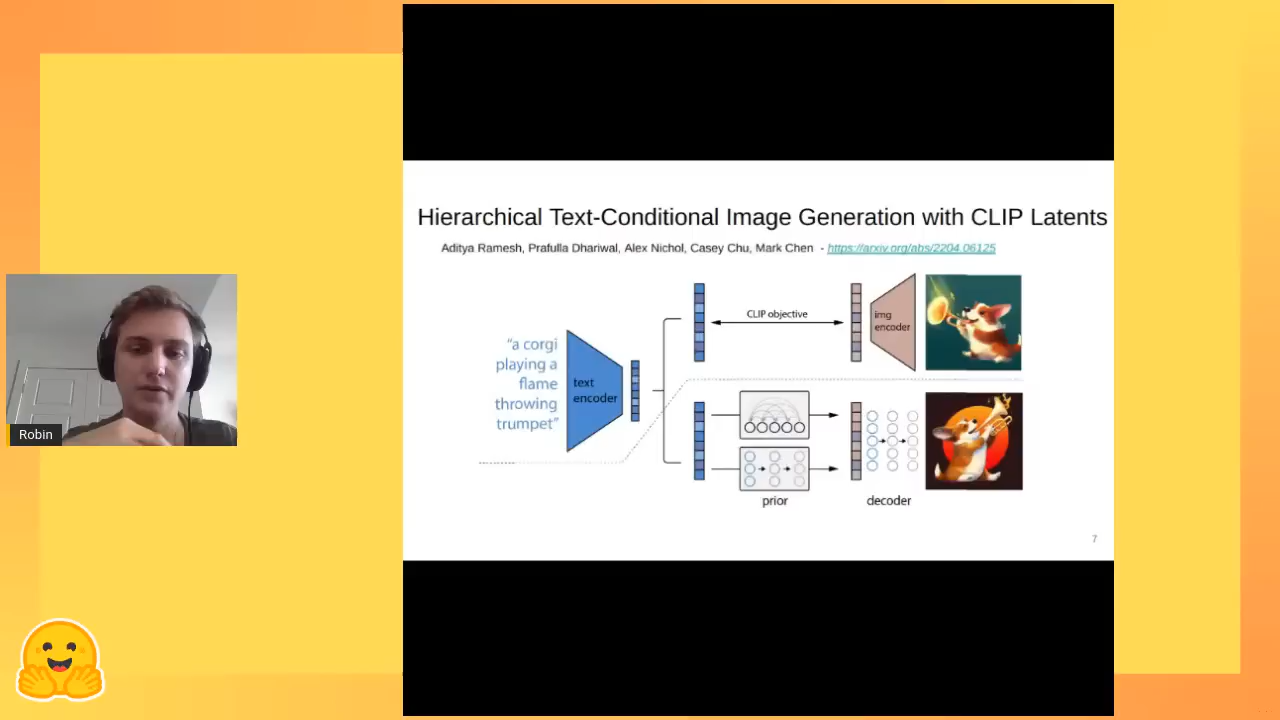 Hierarchical Text-Conditional Image Generation with CLIP Latents
Aditya Ramesh, Prafulla Dhariwal, Alex Nichol, Casey Chu, Mark Chen - https://arxiv.org/abs/2204.06125
"a corgi
playing a
flame
throwing
trumpet"
text
encoder
CLIP objective
img
encoder
prior
decoder
7
Robin